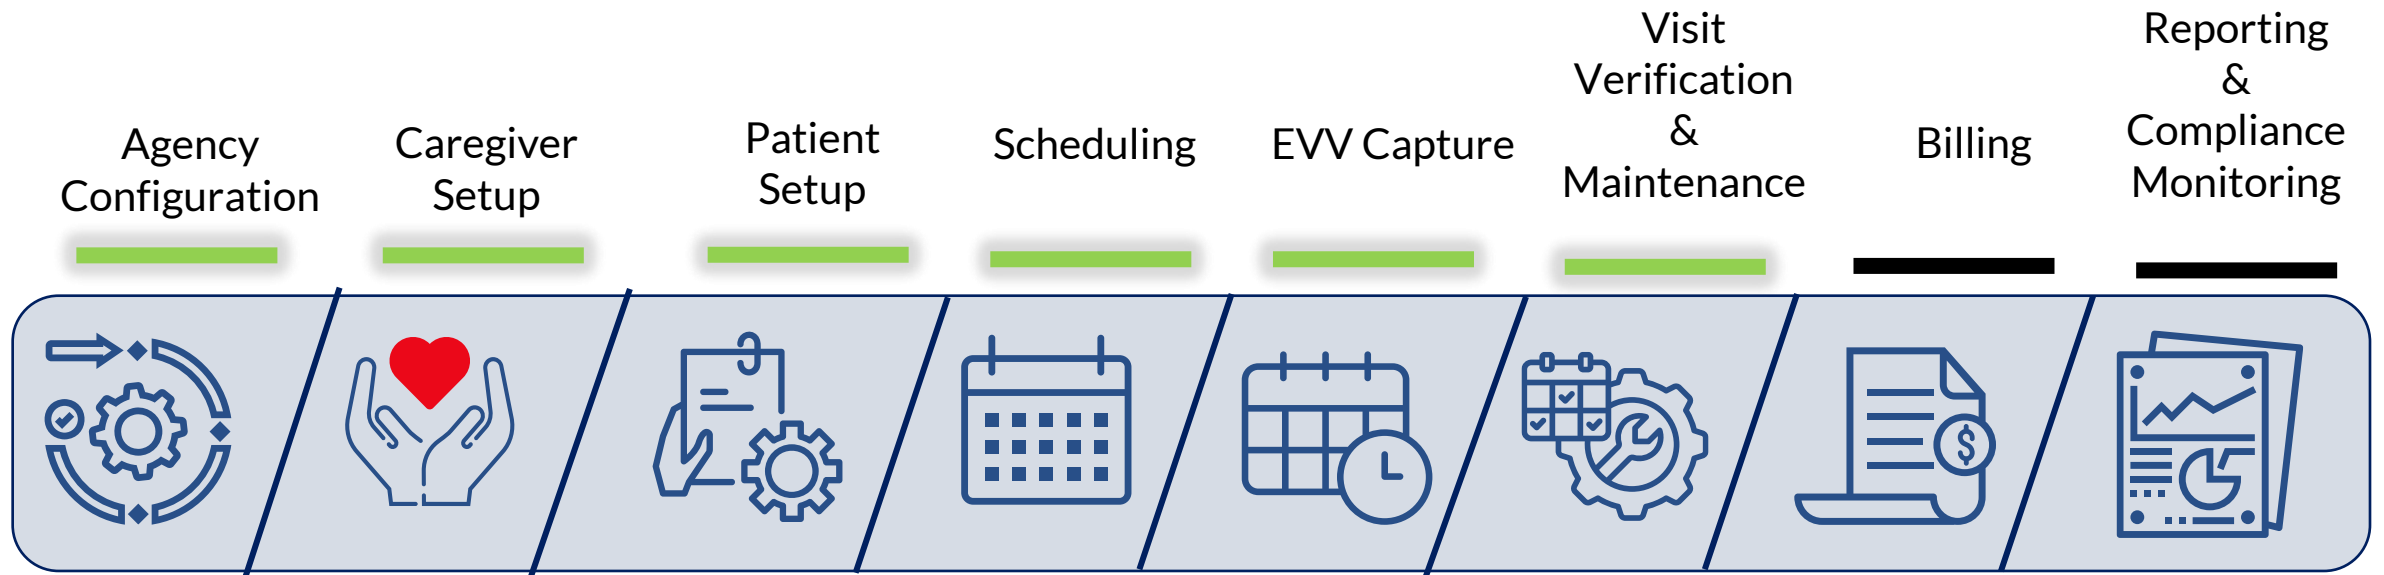 Agency
Configuration
Caregiver
Setup
Patient
Setup
Scheduling
EVV Capture
Visit
Verification
&
Maintenance
Billing
Reporting
&
Compliance
Monitoring
$